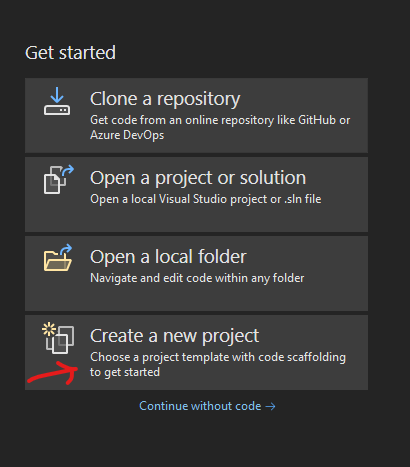 Get started
Clone a repository
Get code from an online repository like GitHub or
Azure DevOps
Open a project or solution
Open a local Visual Studio project or .sln file
Open a local folder
Navigate and edit code within any folder
Create a new project
Choose a project template with code scaffolding
to get started
Continue without code →